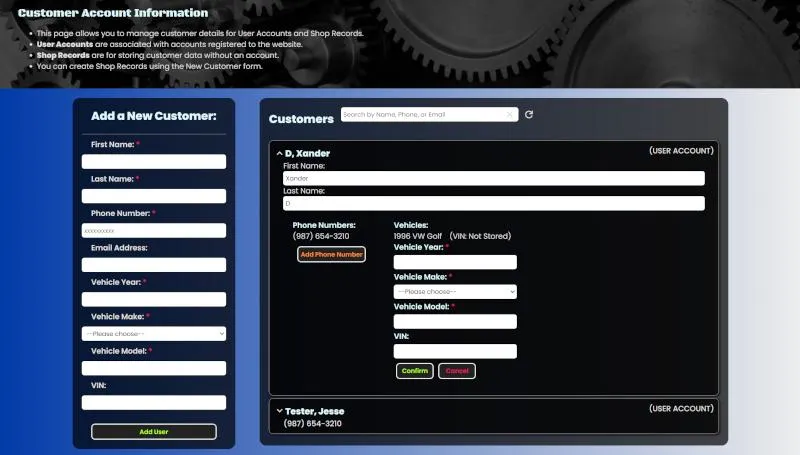 Customer Account Information
• This page allows you to manage customer details for User Accounts and Shop Records.
• User Accounts are associated with accounts registered to the website.
• Shop Records are for storing customer data without an account.
• You can create Shop Records using the New Customer form.
Add a New Customer:
First Name: *
Last Name: *
Phone Number: *
xxxxxxxxxx
Email Address:
Vehicle Year: *
Vehicle Make: *
--Please choose--
Vehicle Model: *
VIN:
Add User
Customers
Search by Name, Phone, or Email
D, Xander
(USER ACCOUNT)
First Name:
Xander
Last Name:
D
Phone Numbers:
(987) 654-3210
Add Phone Number
Vehicles:
1996 VW Golf (VIN: Not Stored)
Vehicle Year: *
Vehicle Make: *
--Please choose--
Vehicle Model: *
VIN:
Confirm
Cancel
Tester, Jesse
(USER ACCOUNT)
(987) 654-3210